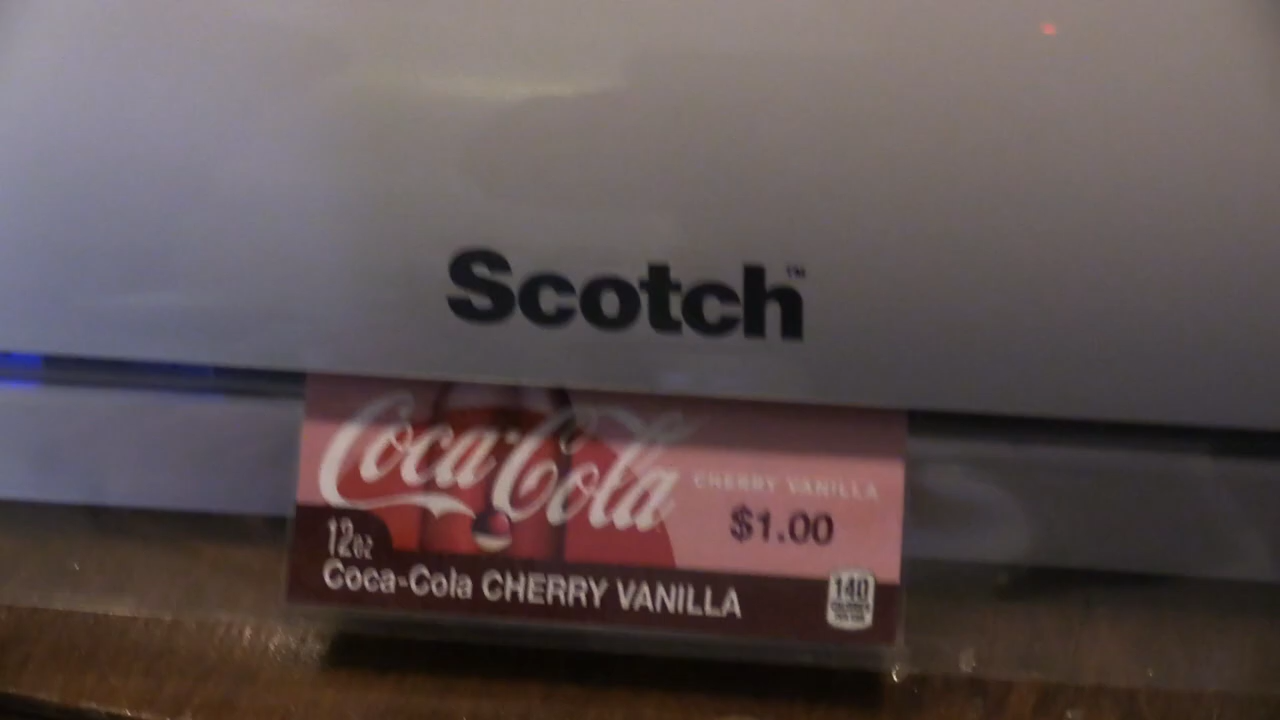 Scotch™
Coca-Cola
CHERRY VANILLA
$1.00
12oz
Coca-Cola CHERRY VANILLA
140